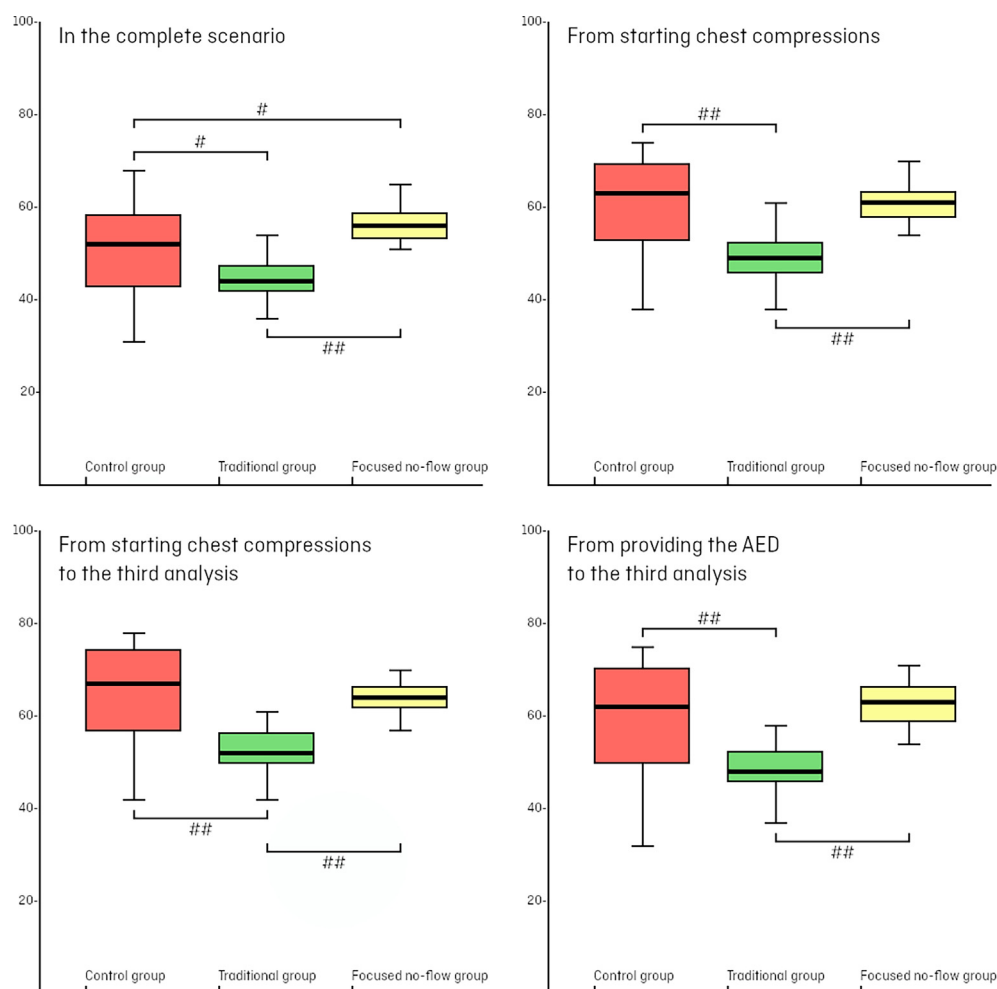 In the complete scenario
100-
80-
60-
40-
20-
#
#
##
Control group
Traditional group
Focused no-flow group
From starting chest compressions
100-
80-
60-
40-
20-
##
##
Control group
Traditional group
Focused no-flow group
From starting chest compressions
to the third analysis
100-
80-
60-
40-
20-
##
##
Control group
Traditional group
Focused no-flow group
From providing the AED
to the third analysis
100-
80-
60-
40-
20-
##
##
Control group
Traditional group
Focused no-flow group